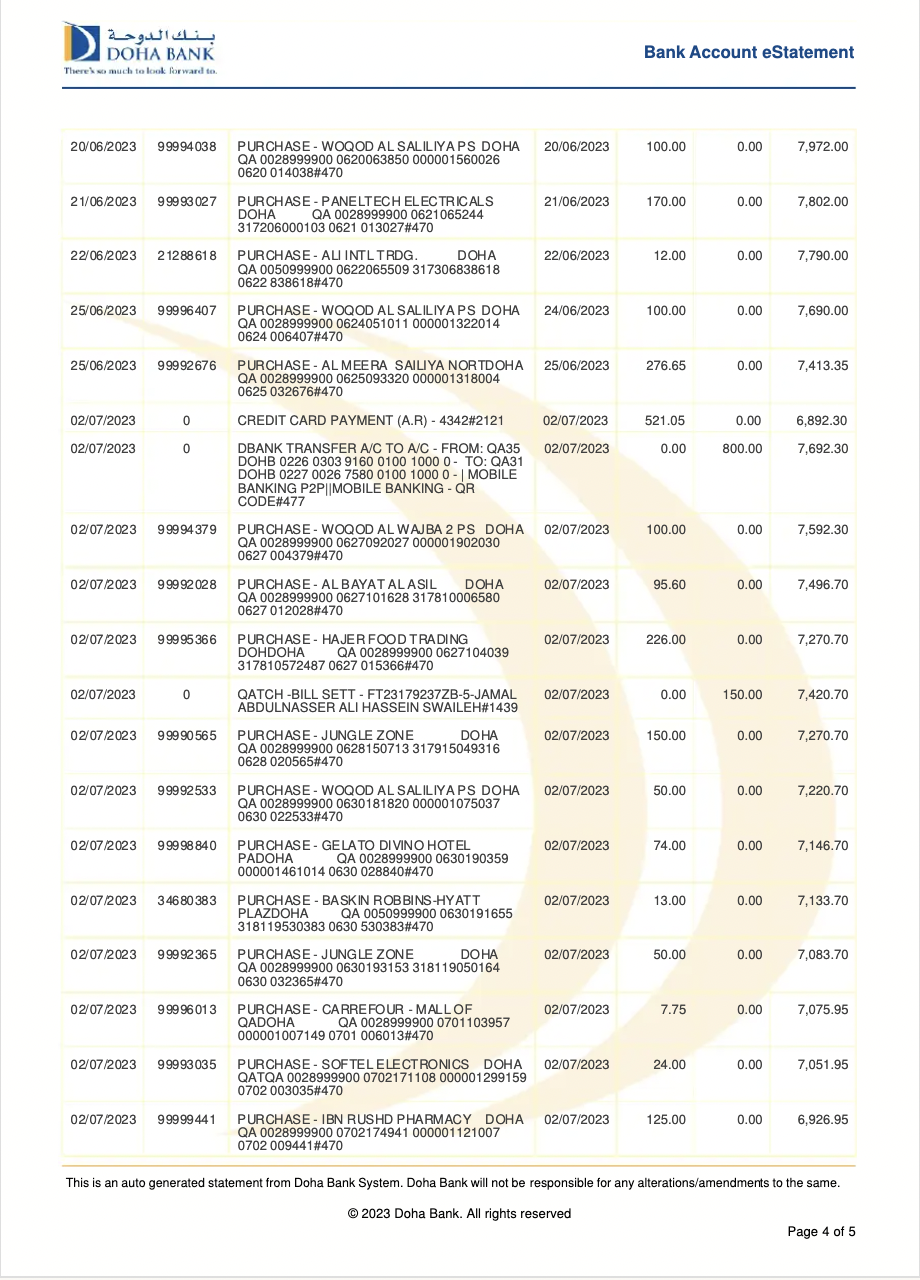 بنك الدوحة
DOHA BANK
There's so much to look forward to.
Bank Account eStatement
20/06/2023 99994038 PURCHASE - WOQOD AL SALILIYA PS DOHA 20/06/2023 100.00 0.00 7,972.00
QA 0028999900 0620063850 000001560026
0620 014038#470
21/06/2023 99993027 PURCHASE - PANELTECH ELECTRICALS 21/06/2023 170.00 0.00 7,802.00
DOHA QA 0028999900 0621065244
317206000103 0621 013027#470
22/06/2023 21288618 PURCHASE - ALI INTL TRDG. DOHA 22/06/2023 12.00 0.00 7,790.00
QA 0050999900 0622065509 317306838618
0622 838618#470
25/06/2023 99996407 PURCHASE - WOQOD AL SALILIYA PS DOHA 24/06/2023 100.00 0.00 7,690.00
QA 0028999900 0624051011 000001322014
0624 006407#470
25/06/2023 99992676 PURCHASE - AL MEERA SAILIYA NORTDOHA 25/06/2023 276.65 0.00 7,413.35
QA 0028999900 0625093320 000001318004
0625 032676#470
02/07/2023 0 CREDIT CARD PAYMENT (A.R) - 4342#2121 02/07/2023 521.05 0.00 6,892.30
02/07/2023 0 DBANK TRANSFER A/C TO A/C - FROM: QA35 02/07/2023 0.00 800.00 7,692.30
DOHB 0226 0303 9160 0100 1000 0 - TO: QA31
DOHB 0227 0026 7580 0100 1000 0 - | MOBILE
BANKING P2P||MOBILE BANKING - QR
CODE#477
02/07/2023 99994379 PURCHASE - WOQOD AL WAJBA 2 PS DOHA 02/07/2023 100.00 0.00 7,592.30
QA 0028999900 0627092027 000001902030
0627 004379#470
02/07/2023 99992028 PURCHASE - AL BAYAT AL ASIL DOHA 02/07/2023 95.60 0.00 7,496.70
QA 0028999900 0627101628 317810006580
0627 012028#470
02/07/2023 99995366 PURCHASE - HAJER FOOD TRADING 02/07/2023 226.00 0.00 7,270.70
DOHDOHA QA 0028999900 0627104039
317810572487 0627 015366#470
02/07/2023 0 QATCH -BILL SETT - FT23179237ZB-5-JAMAL 02/07/2023 0.00 150.00 7,420.70
ABDULNASSER ALI HASSEIN SWAILEH#1439
02/07/2023 99990565 PURCHASE - JUNGLE ZONE DOHA 02/07/2023 150.00 0.00 7,270.70
QA 0028999900 0628150713 317915049316
0628 020565#470
02/07/2023 99992533 PURCHASE - WOQOD AL SALILIYA PS DOHA 02/07/2023 50.00 0.00 7,220.70
QA 0028999900 0630181820 000001075037
0630 022533#470
02/07/2023 99998840 PURCHASE - GELATO DIVINO HOTEL 02/07/2023 74.00 0.00 7,146.70
PADOHA QA 0028999900 0630190359
000001461014 0630 028840#470
02/07/2023 34680383 PURCHASE - BASKIN ROBBINS-HYATT 02/07/2023 13.00 0.00 7,133.70
PLAZDOHA QA 0050999900 0630191655
318119530383 0630 530383#470
02/07/2023 99992365 PURCHASE - JUNGLE ZONE DOHA 02/07/2023 50.00 0.00 7,083.70
QA 0028999900 0630193153 318119050164
0630 032365#470
02/07/2023 99996013 PURCHASE - CARREFOUR - MALL OF 02/07/2023 7.75 0.00 7,075.95
QADOHA QA 0028999900 0701103957
000001007149 0701 006013#470
02/07/2023 99993035 PURCHASE - SOFTEL ELECTRONICS DOHA 02/07/2023 24.00 0.00 7,051.95
QATQA 0028999900 0702171108 000001299159
0702 003035#470
02/07/2023 99999441 PURCHASE - IBN RUSHD PHARMACY DOHA 02/07/2023 125.00 0.00 6,926.95
QA 0028999900 0702174941 000001121007
0702 009441#470
This is an auto generated statement from Doha Bank System. Doha Bank will not be responsible for any alterations/amendments to the same.
© 2023 Doha Bank. All rights reserved
Page 4 of 5